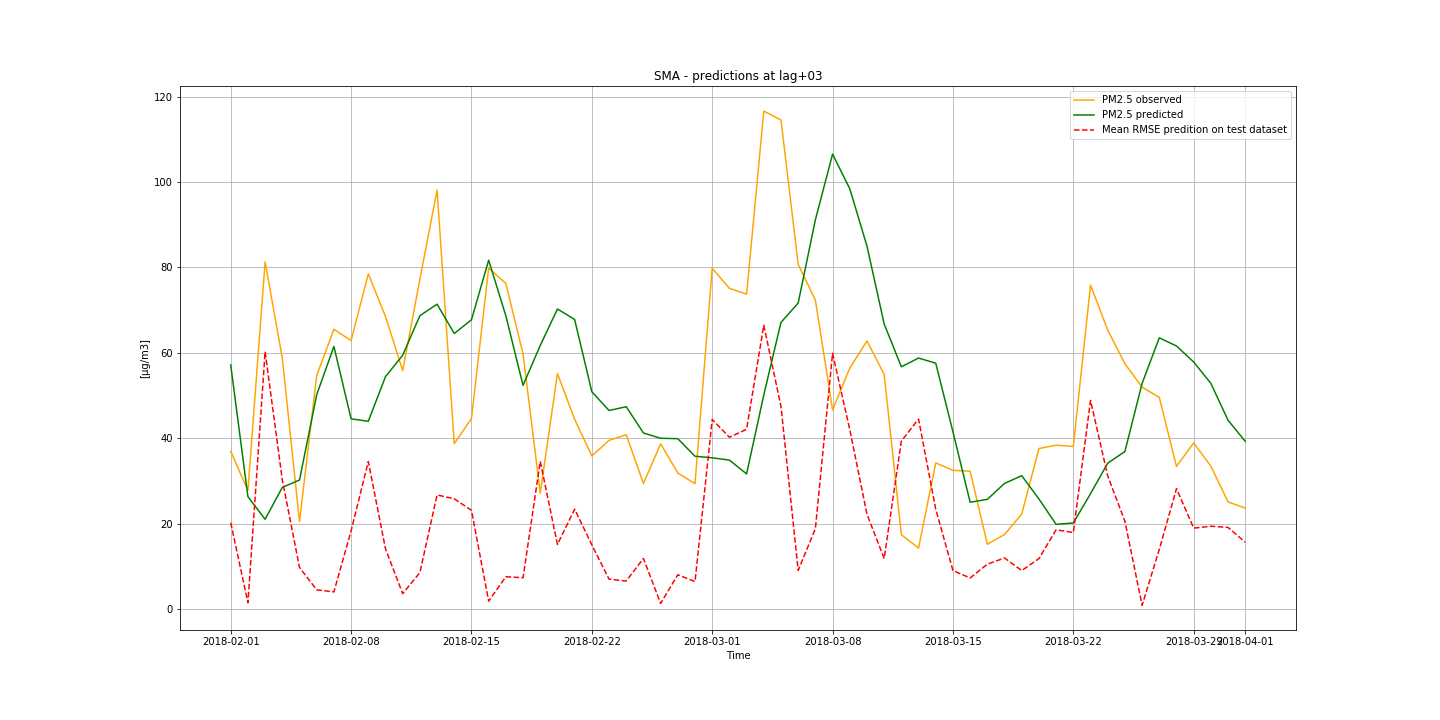 SMA - predictions at lag+03
PM2.5 observed
PM2.5 predicted
Mean RMSE predition on test dataset
120
100
80
60
40
20
0
[µg/m3]
2018-02-01 2018-02-08 2018-02-15 2018-02-22 2018-03-01 2018-03-08 2018-03-15 2018-03-22 2018-03-29 2018-04-01
Time